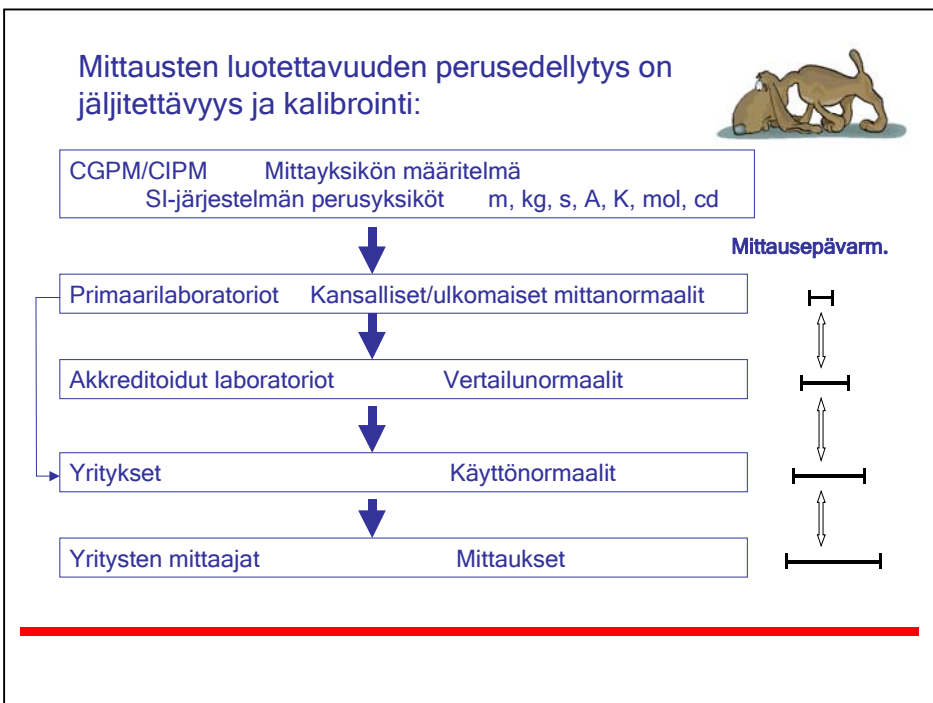 Mittausten luotettavuuden perusedellytys on
jäljitettävyys ja kalibrointi:
CGPM/CIPM Mittayksikön määritelmä
SI-järjestelmän perusyksiköt m, kg, s, A, K, mol, cd
Mittausepävarm.
Primaarilaboratoriot Kansalliset/ulkomaiset mittanormaalit
Akkreditoidut laboratoriot Vertailunormaalit
Yritykset Käyttönormaalit
Yritysten mittaajat Mittaukset